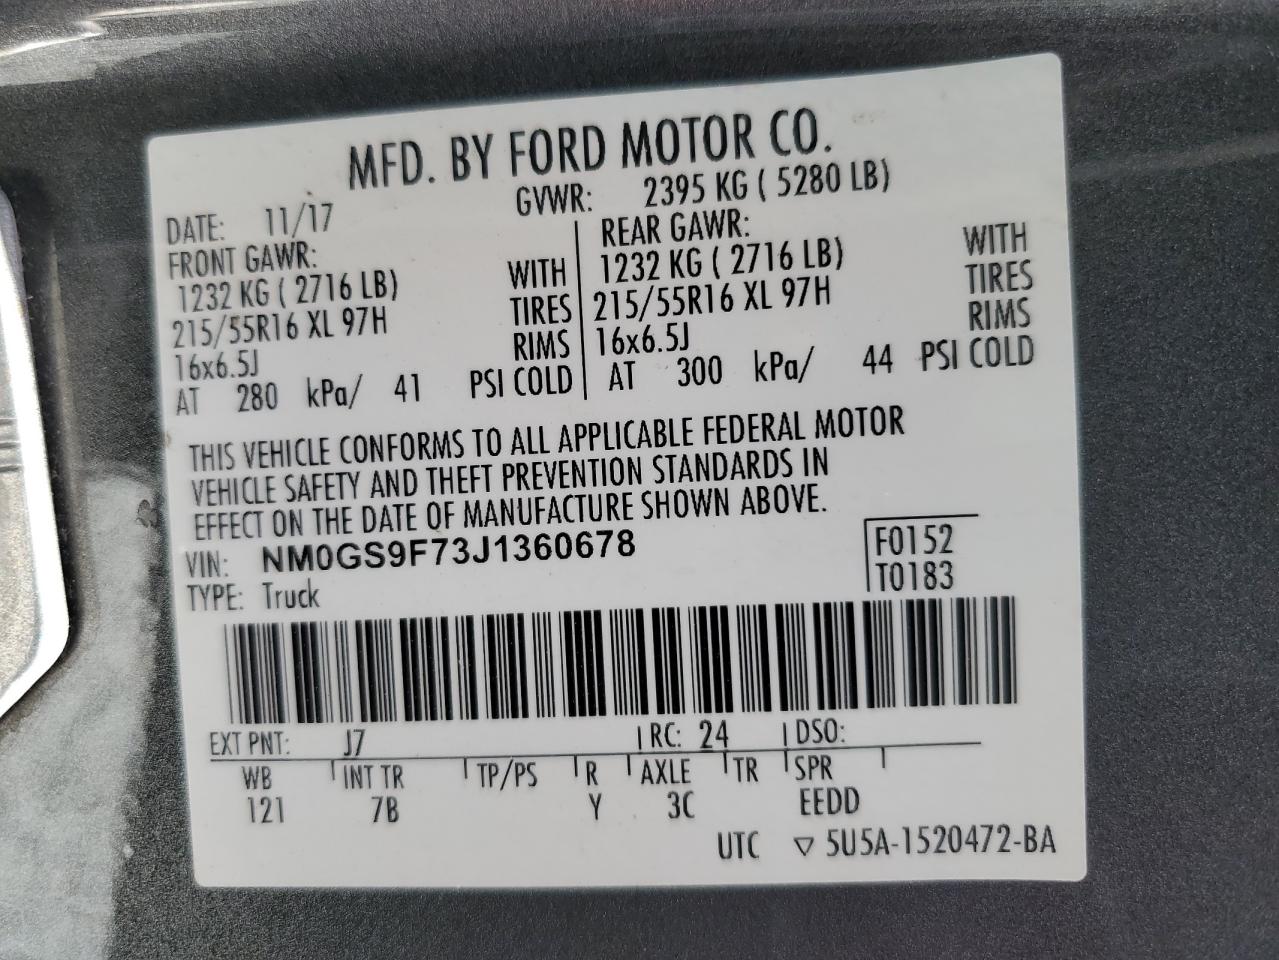 MFD. BY FORD MOTOR CO.
DATE: 11/17 GVWR: 2395 KG ( 5280 LB)
FRONT GAWR: REAR GAWR:
1232 KG ( 2716 LB) WITH 1232 KG ( 2716 LB) WITH
215/55R16 XL 97H TIRES 215/55R16 XL 97H TIRES
16x6.5J RIMS 16x6.5J RIMS
AT 280 kPa/ 41 PSI COLD AT 300 kPa/ 44 PSI COLD
THIS VEHICLE CONFORMS TO ALL APPLICABLE FEDERAL MOTOR
VEHICLE SAFETY AND THEFT PREVENTION STANDARDS IN
EFFECT ON THE DATE OF MANUFACTURE SHOWN ABOVE.
VIN: NM0GS9F73J1360678 F0152
TYPE: Truck T0183
EXT PNT: J7 RC: 24 DSO:
WB INT TR TP/PS R AXLE TR SPR
121 7B Y 3C EEDD
UTC ▽ 5U5A-1520472-BA